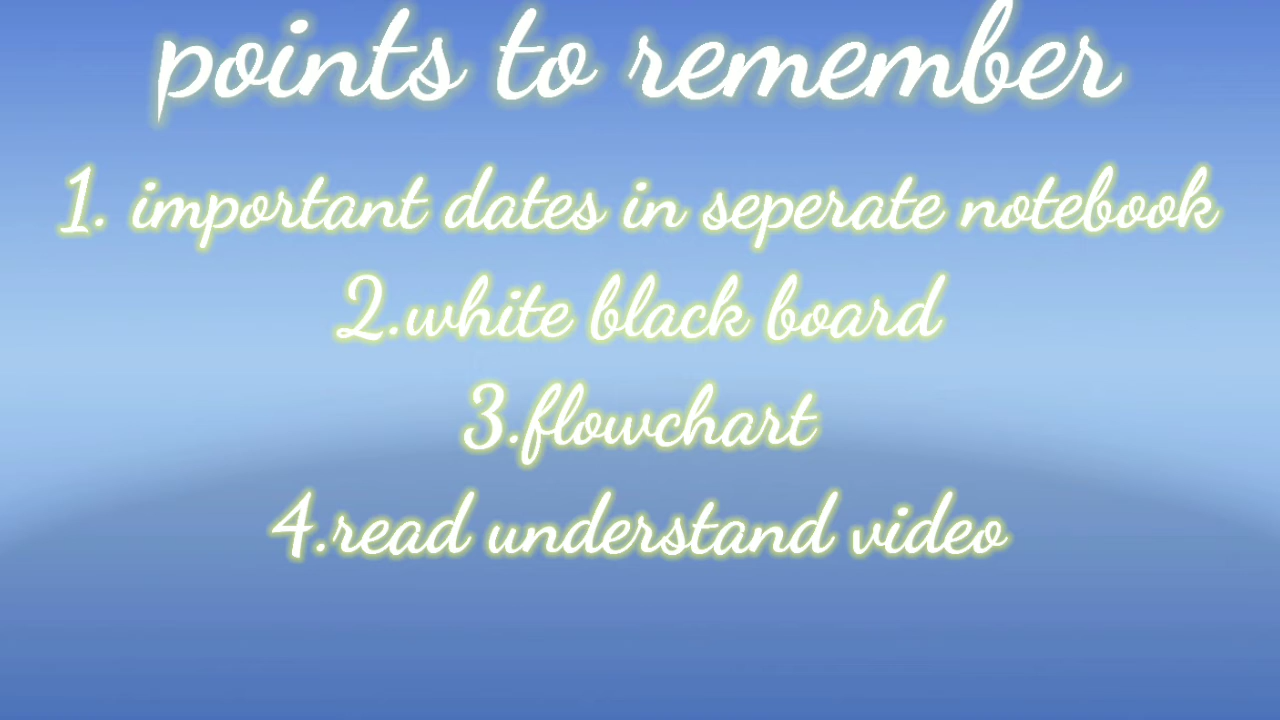 points to remember
1. important dates in seperate notebook
2.white black board
3.flowchart
4.read understand video